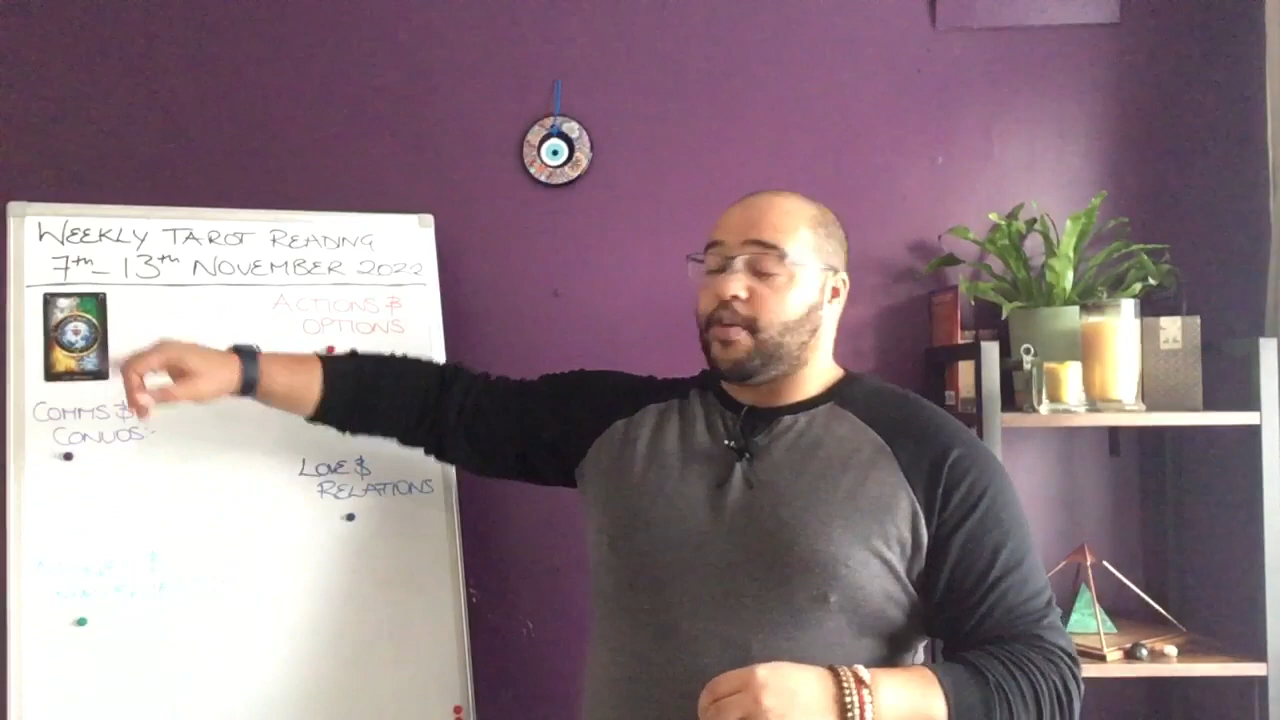 WEEKLY TAROT READING
7th - 13th NOVEMBER 2022
ACTIONS &
OPTIONS
COMMS &
CONVOS
LOVE &
RELATIONS